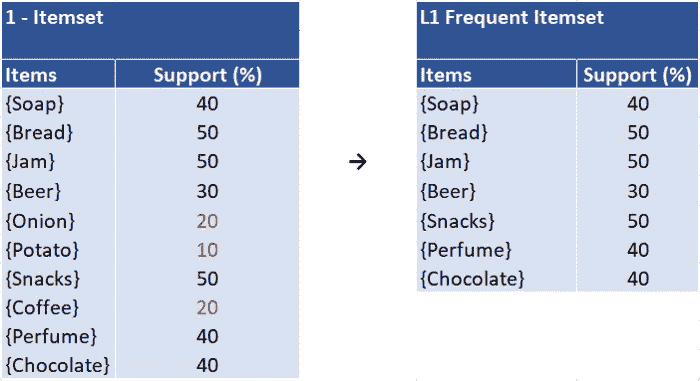 1 - Itemset
Items Support (%)
{Soap} 40
{Bread} 50
{Jam} 50
{Beer} 30
{Onion} 20
{Potato} 10
{Snacks} 50
{Coffee} 20
{Perfume} 40
{Chocolate} 40
→
L1 Frequent Itemset
Items Support (%)
{Soap} 40
{Bread} 50
{Jam} 50
{Beer} 30
{Snacks} 50
{Perfume} 40
{Chocolate} 40